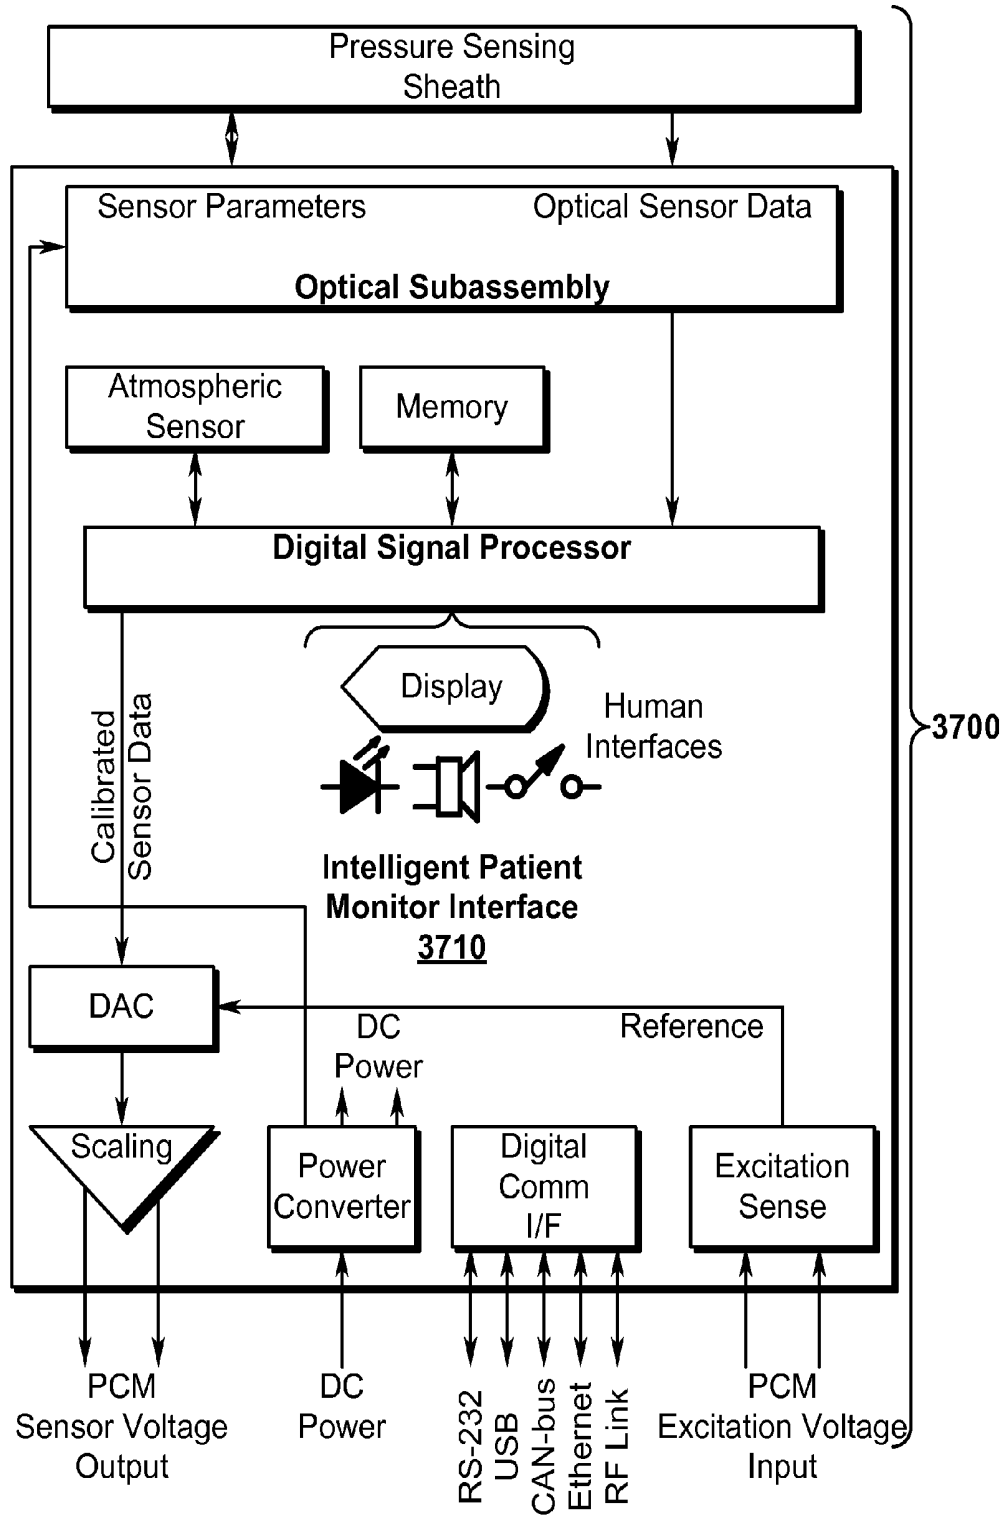 Pressure Sensing
Sheath
Sensor Parameters
Optical Sensor Data
Optical Subassembly
Atmospheric
Sensor
Memory
Digital Signal Processor
Display
Human
Interfaces
3700
Calibrated
Sensor Data
Intelligent Patient
Monitor Interface
3710
DAC
Reference
DC
Power
Scaling
Power
Converter
Digital
Comm
I/F
Excitation
Sense
PCM
Sensor Voltage
Output
DC
Power
RS-232
USB
CAN-bus
Ethernet
RF Link
PCM
Excitation Voltage
Input